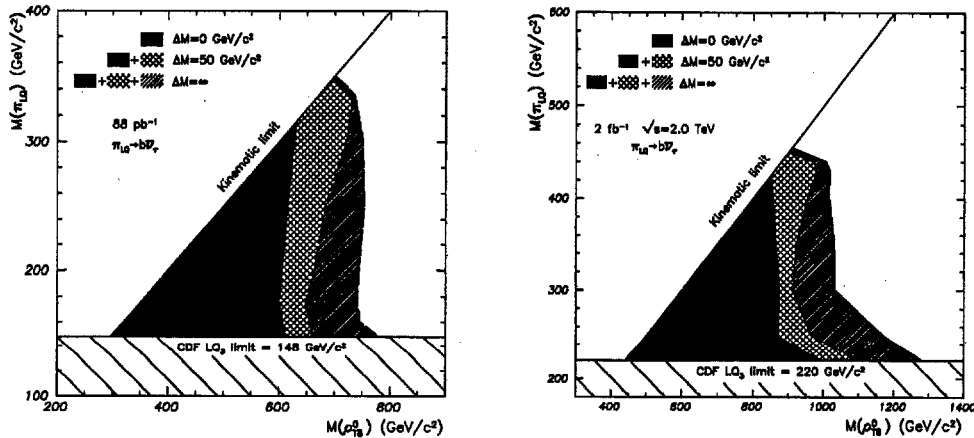 M(π_LQ) (GeV/c²)
400
300
200
100
ΔM=0 GeV/c²
+ ΔM=50 GeV/c²
+ + ΔM=∞
88 pb⁻¹
π_LQ→bν̄_τ
Kinematic limit
CDF LQ₃ limit = 148 GeV/c²
200 400 600 800
M(ρ⁰_T8) (GeV/c²)
M(π_LQ) (GeV/c²)
600
500
400
300
200
ΔM=0 GeV/c²
+ ΔM=50 GeV/c²
+ + ΔM=∞
2 fb⁻¹ √s=2.0 TeV
π_LQ→bν̄_τ
Kinematic limit
CDF LQ₃ limit = 220 GeV/c²
400 600 800 1000 1200 1400
M(ρ⁰_T8) (GeV/c²)